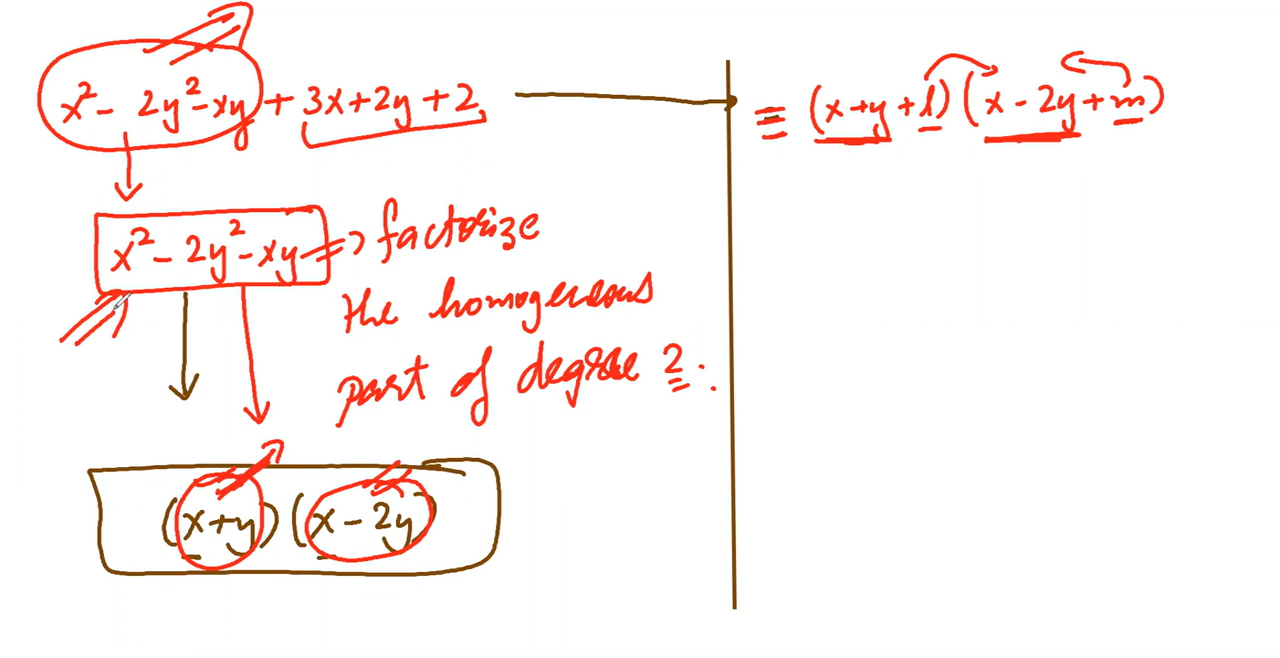 x² - 2y² - xy + 3x + 2y + 2
≡ (x + y + l) (x - 2y + m)
x² - 2y² - xy => factorize
the homogeneous
part of degree 2.
(x + y) (x - 2y)